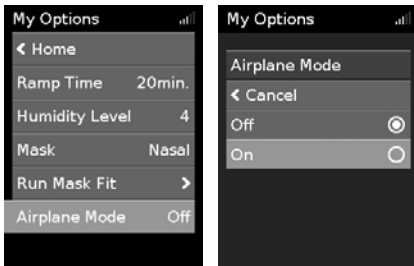 My Options
< Home
Ramp Time 20min.
Humidity Level 4
Mask Nasal
Run Mask Fit >
Airplane Mode Off
My Options
Airplane Mode
< Cancel
Off
On